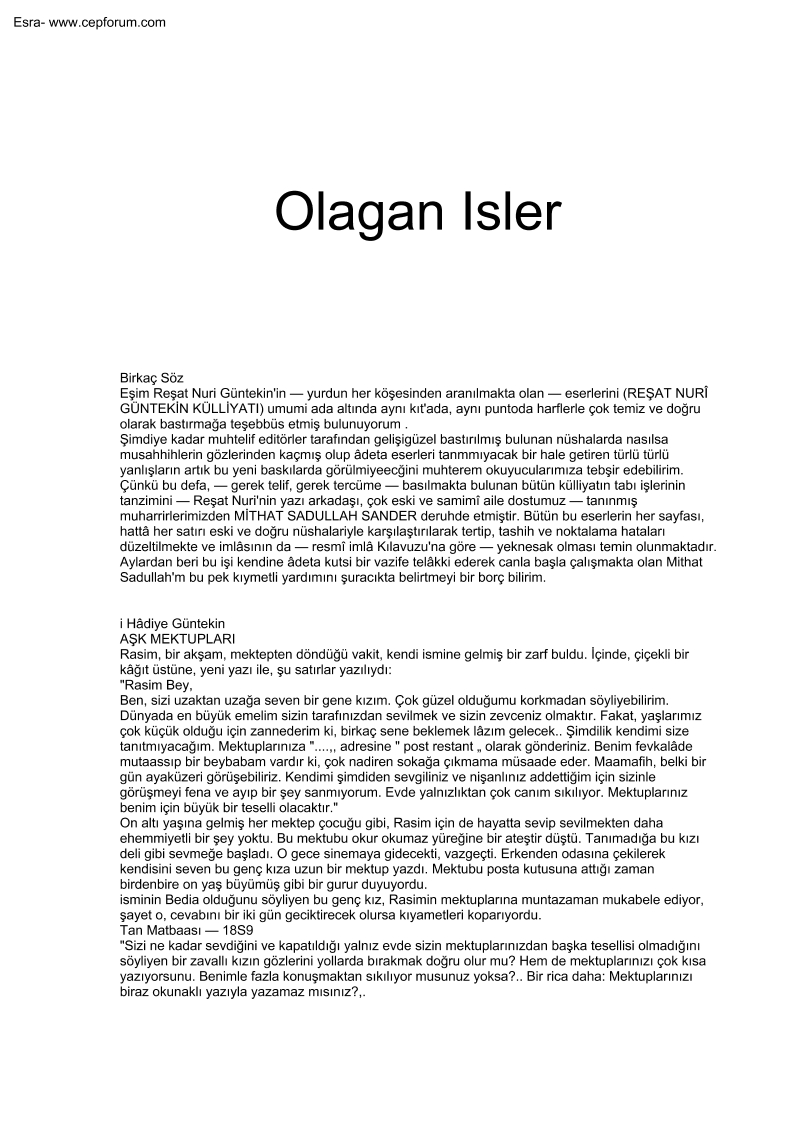 Esra- www.cepforum.com
Olagan Isler
Birkaç Söz
Eşim Reşat Nuri Güntekin'in — yurdun her köşesinden aranılmakta olan — eserlerini (REŞAT NURÎ
GÜNTEKİN KÜLLİYATI) umumi ada altında aynı kıt'ada, aynı puntoda harflerle çok temiz ve doğru
olarak bastırmağa teşebbüs etmiş bulunuyorum .
Şimdiye kadar muhtelif editörler tarafından gelişigüzel bastırılmış bulunan nüshalarda nasılsa
musahhihlerin gözlerinden kaçmış olup âdeta eserleri tanmmıyacak bir hale getiren türlü türlü
yanlışların artık bu yeni baskılarda görülmiyeecğini muhterem okuyucularımıza tebşir edebilirim.
Çünkü bu defa, — gerek telif, gerek tercüme — basılmakta bulunan bütün külliyatın tabı işlerinin
tanzimini — Reşat Nuri'nin yazı arkadaşı, çok eski ve samimî aile dostumuz — tanınmış
muharrirlerimizden MİTHAT SADULLAH SANDER deruhde etmiştir. Bütün bu eserlerin her sayfası,
hattâ her satırı eski ve doğru nüshalariyle karşılaştırılarak tertip, tashih ve noktalama hataları
düzeltilmekte ve imlâsının da — resmî imlâ Kılavuzu'na göre — yeknesak olması temin olunmaktadır.
Aylardan beri bu işi kendine âdeta kutsi bir vazife telâkki ederek canla başla çalışmakta olan Mithat
Sadullah'm bu pek kıymetli yardımını şuracıkta belirtmeyi bir borç bilirim.
i Hâdiye Güntekin
AŞK MEKTUPLARI
Rasim, bir akşam, mektepten döndüğü vakit, kendi ismine gelmiş bir zarf buldu. İçinde, çiçekli bir
kâğıt üstüne, yeni yazı ile, şu satırlar yazılıydı:
"Rasim Bey,
Ben, sizi uzaktan uzağa seven bir gene kızım. Çok güzel olduğumu korkmadan söyliyebilirim.
Dünyada en büyük emelim sizin tarafınızdan sevilmek ve sizin zevceniz olmaktır. Fakat, yaşlarımız
çok küçük olduğu için zannederim ki, birkaç sene beklemek lâzım gelecek.. Şimdilik kendimi size
tanıtmıyacağım. Mektuplarınıza "....,, adresine " post restant „ olarak gönderiniz. Benim fevkalâde
mutaassıp bir beybabam vardır ki, çok nadiren sokağa çıkmama müsaade eder. Maamafih, belki bir
gün ayaküzeri görüşebiliriz. Kendimi şimdiden sevgiliniz ve nişanlınız addettiğim için sizinle
görüşmeyi fena ve ayıp bir şey sanmıyorum. Evde yalnızlıktan çok canım sıkılıyor. Mektuplarınız
benim için büyük bir teselli olacaktır."
On altı yaşına gelmiş her mektep çocuğu gibi, Rasim için de hayatta sevip sevilmekten daha
ehemmiyetli bir şey yoktu. Bu mektubu okur okumaz yüreğine bir ateştir düştü. Tanımadığa bu kızı
deli gibi sevmeğe başladı. O gece sinemaya gidecekti, vazgeçti. Erkenden odasına çekilerek
kendisini seven bu genç kıza uzun bir mektup yazdı. Mektubu posta kutusuna attığı zaman
birdenbire on yaş büyümüş gibi bir gurur duyuyordu.
isminin Bedia olduğunu söyliyen bu genç kız, Rasimin mektuplarına muntazaman mukabele ediyor,
şayet o, cevabını bir iki gün geciktirecek olursa kıyametleri koparıyordu.
Tan Matbaası — 18S9
"Sizi ne kadar sevdiğini ve kapatıldığı yalnız evde sizin mektuplarınızdan başka tesellisi olmadığını
söyliyen bir zavallı kızın gözlerini yollarda bırakmak doğru olur mu? Hem de mektuplarınızı çok kısa
yazıyorsunu. Benimle fazla konuşmaktan sıkılıyor musunuz yoksa?.. Bir rica daha: Mektuplarınızı
biraz okunaklı yazıyla yazamaz mısınız?,.